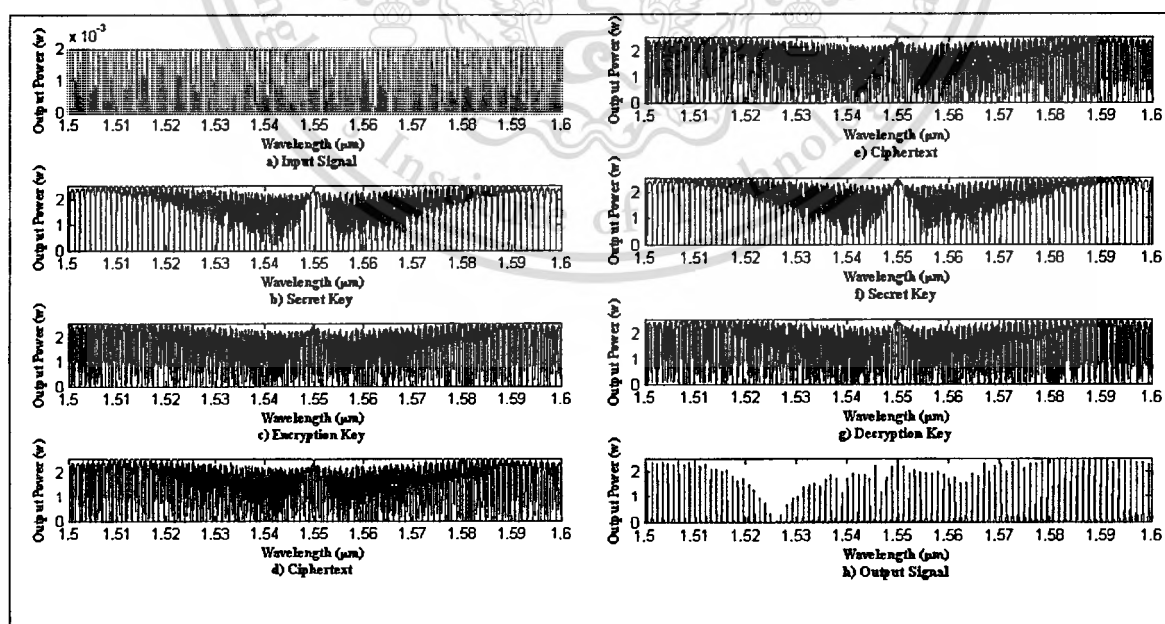 x 10⁻³
Output Power (w)
2
1
0
1.5 1.51 1.52 1.53 1.54 1.55 1.56 1.57 1.58 1.59 1.6
Wavelength (μm)
a) Input Signal
Output Power (w)
2
1
0
1.5 1.51 1.52 1.53 1.54 1.55 1.56 1.57 1.58 1.59 1.6
Wavelength (μm)
b) Secret Key
Output Power (w)
2
1
0
1.5 1.51 1.52 1.53 1.54 1.55 1.56 1.57 1.58 1.59 1.6
Wavelength (μm)
c) Encryption Key
Output Power (w)
2
1
0
1.5 1.51 1.52 1.53 1.54 1.55 1.56 1.57 1.58 1.59 1.6
Wavelength (μm)
d) Ciphertext
Output Power (w)
2
1
0
1.5 1.51 1.52 1.53 1.54 1.55 1.56 1.57 1.58 1.59 1.6
Wavelength (μm)
e) Ciphertext
Output Power (w)
2
1
0
1.5 1.51 1.52 1.53 1.54 1.55 1.56 1.57 1.58 1.59 1.6
Wavelength (μm)
f) Secret Key
Output Power (w)
2
1
0
1.5 1.51 1.52 1.53 1.54 1.55 1.56 1.57 1.58 1.59 1.6
Wavelength (μm)
g) Decryption Key
Output Power (w)
2
1
0
1.5 1.51 1.52 1.53 1.54 1.55 1.56 1.57 1.58 1.59 1.6
Wavelength (μm)
h) Output Signal
Institute of Technology